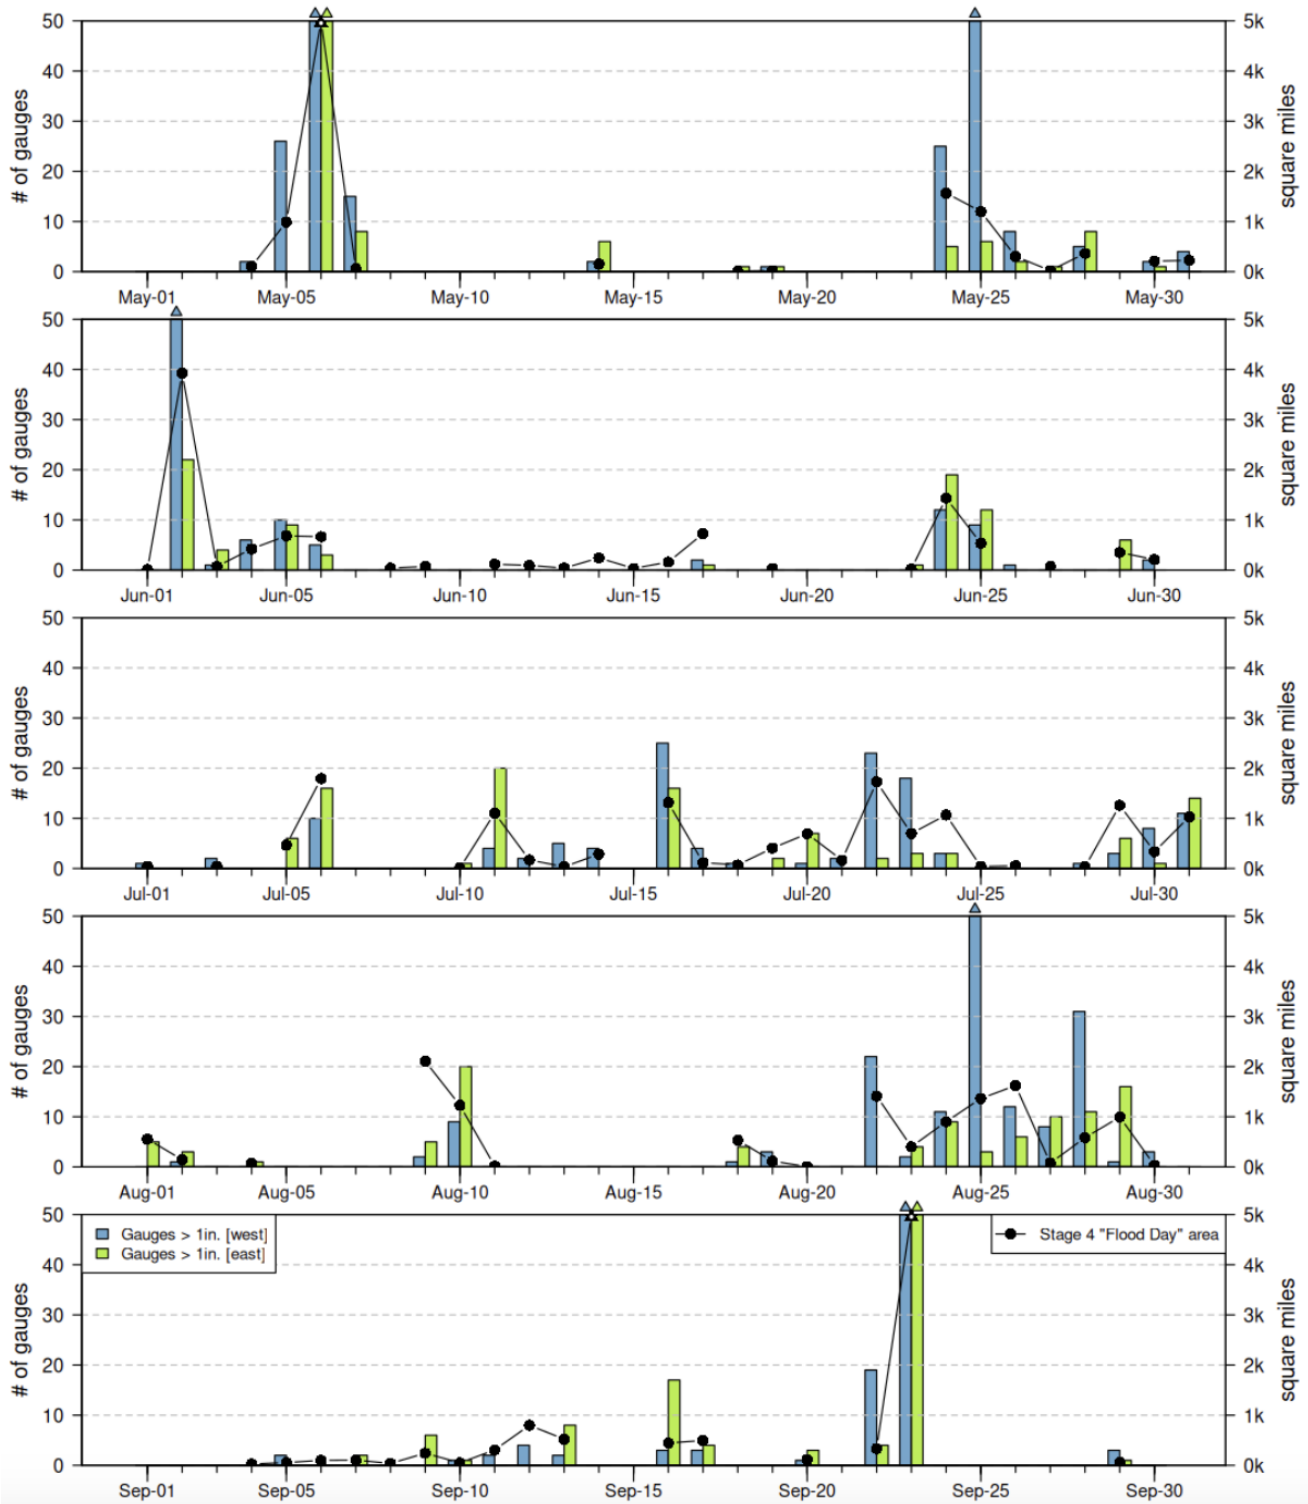 50 5k
40 4k
30 3k
20 2k
10 1k
0 0k
# of gauges
square miles
May-01 May-05 May-10 May-15 May-20 May-25 May-30
50 5k
40 4k
30 3k
20 2k
10 1k
0 0k
# of gauges
square miles
Jun-01 Jun-05 Jun-10 Jun-15 Jun-20 Jun-25 Jun-30
50 5k
40 4k
30 3k
20 2k
10 1k
0 0k
# of gauges
square miles
Jul-01 Jul-05 Jul-10 Jul-15 Jul-20 Jul-25 Jul-30
50 5k
40 4k
30 3k
20 2k
10 1k
0 0k
# of gauges
square miles
Aug-01 Aug-05 Aug-10 Aug-15 Aug-20 Aug-25 Aug-30
50 5k
Gauges > 1in. [west] Stage 4 "Flood Day" area
Gauges > 1in. [east]
40 4k
30 3k
20 2k
10 1k
0 0k
# of gauges
square miles
Sep-01 Sep-05 Sep-10 Sep-15 Sep-20 Sep-25 Sep-30